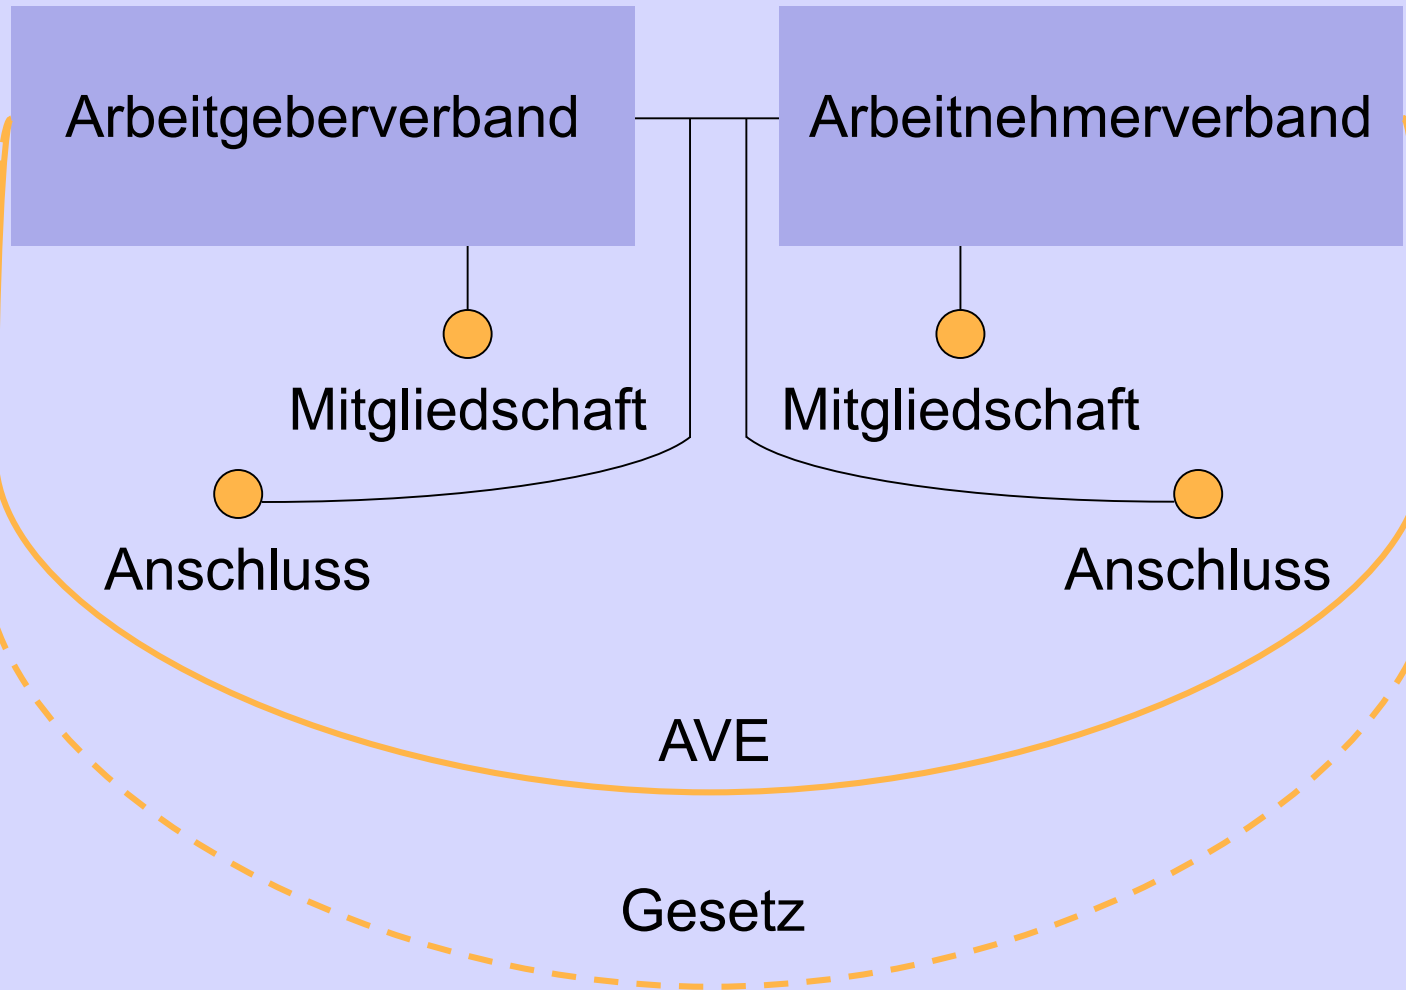 Arbeitgeberverband
Arbeitnehmerverband
Mitgliedschaft
Mitgliedschaft
Anschluss
Anschluss
AVE
Gesetz